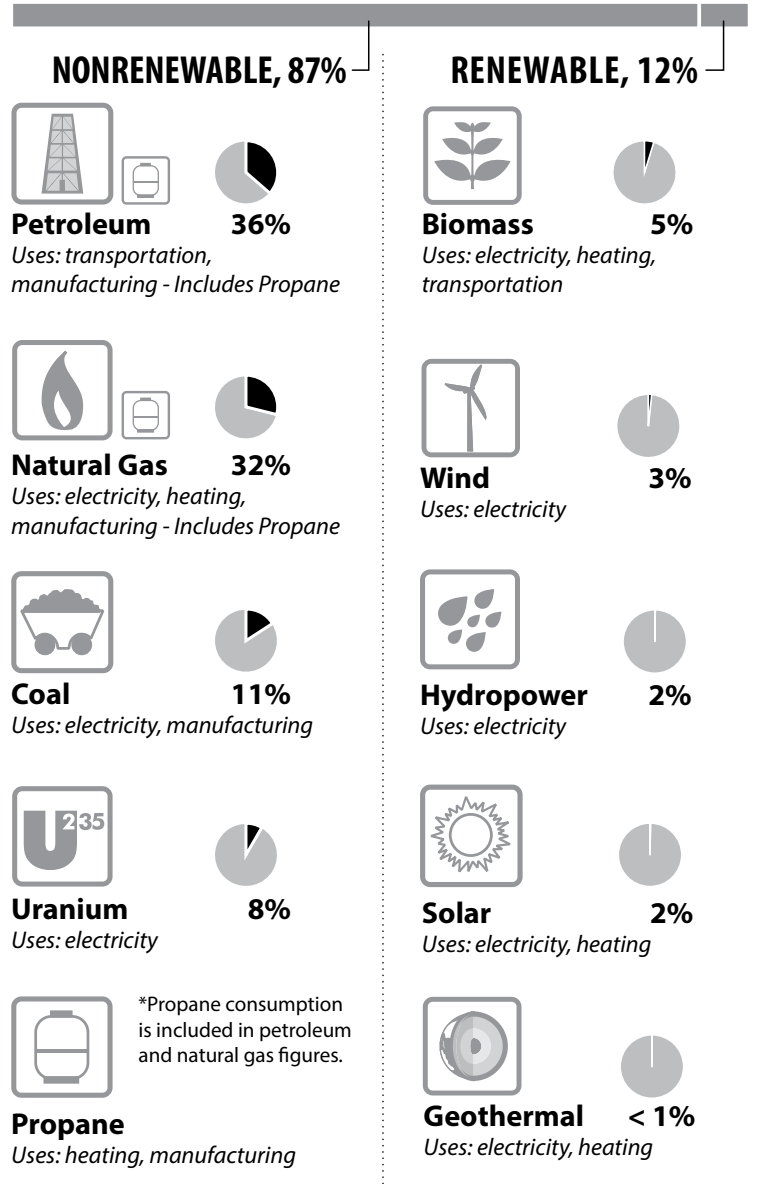 NONRENEWABLE, 87%
Petroleum 36%
Uses: transportation,
manufacturing - Includes Propane
Natural Gas 32%
Uses: electricity, heating,
manufacturing - Includes Propane
Coal 11%
Uses: electricity, manufacturing
U235
Uranium 8%
Uses: electricity
*Propane consumption
is included in petroleum
and natural gas figures.
Propane
Uses: heating, manufacturing
RENEWABLE, 12%
Biomass 5%
Uses: electricity, heating,
transportation
Wind 3%
Uses: electricity
Hydropower 2%
Uses: electricity
Solar 2%
Uses: electricity, heating
Geothermal < 1%
Uses: electricity, heating